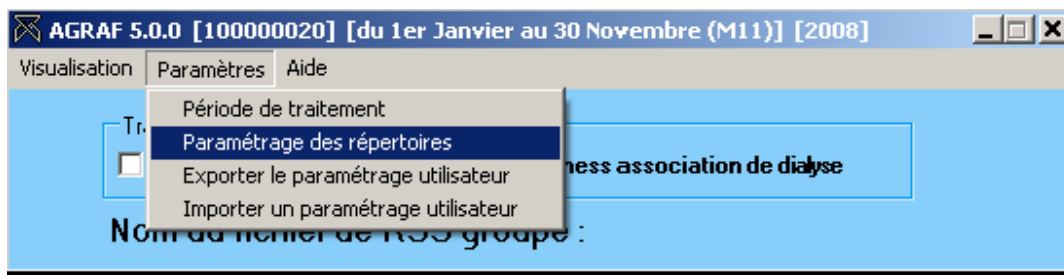 AGRAF 5.0.0 [100000020] [du 1er Janvier au 30 Novembre (M11)] [2008]
Visualisation Paramètres Aide
Période de traitement
Paramétrage des répertoires
Exporter le paramétrage utilisateur
Importer un paramétrage utilisateur
association de dialyse
Nom du fichier de RSS groupé :